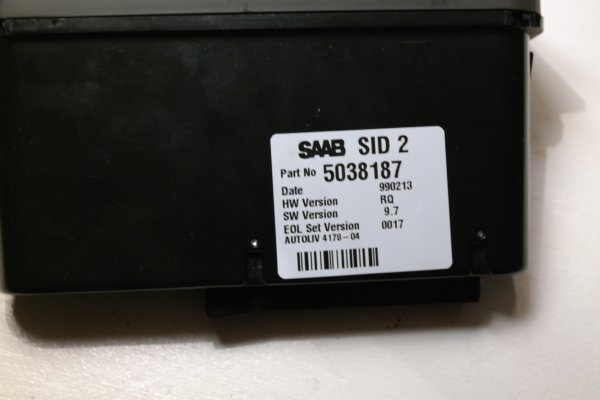 SAAB SID 2
Part No 5038187
Date 990213
HW Version RQ
SW Version 9.7
EOL Set Version 0017
AUTOLIV 4178-04